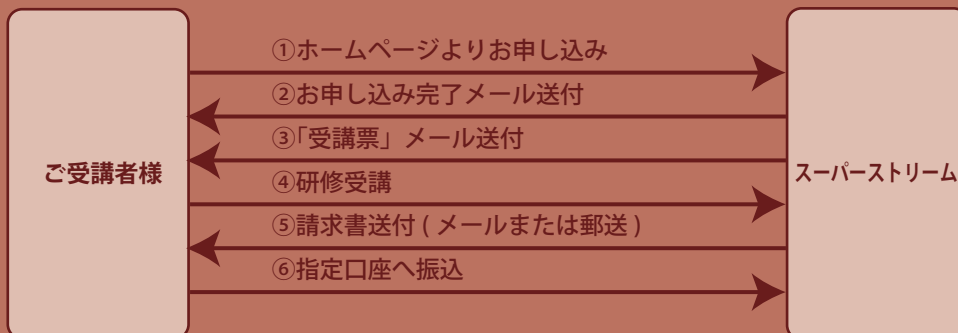 ①ホームページよりお申し込み
②お申し込み完了メール送付
③「受講票」メール送付
ご受講者様
スーパーストリーム
④研修受講
⑤請求書送付 ( メールまたは郵送 )
⑥指定口座へ振込